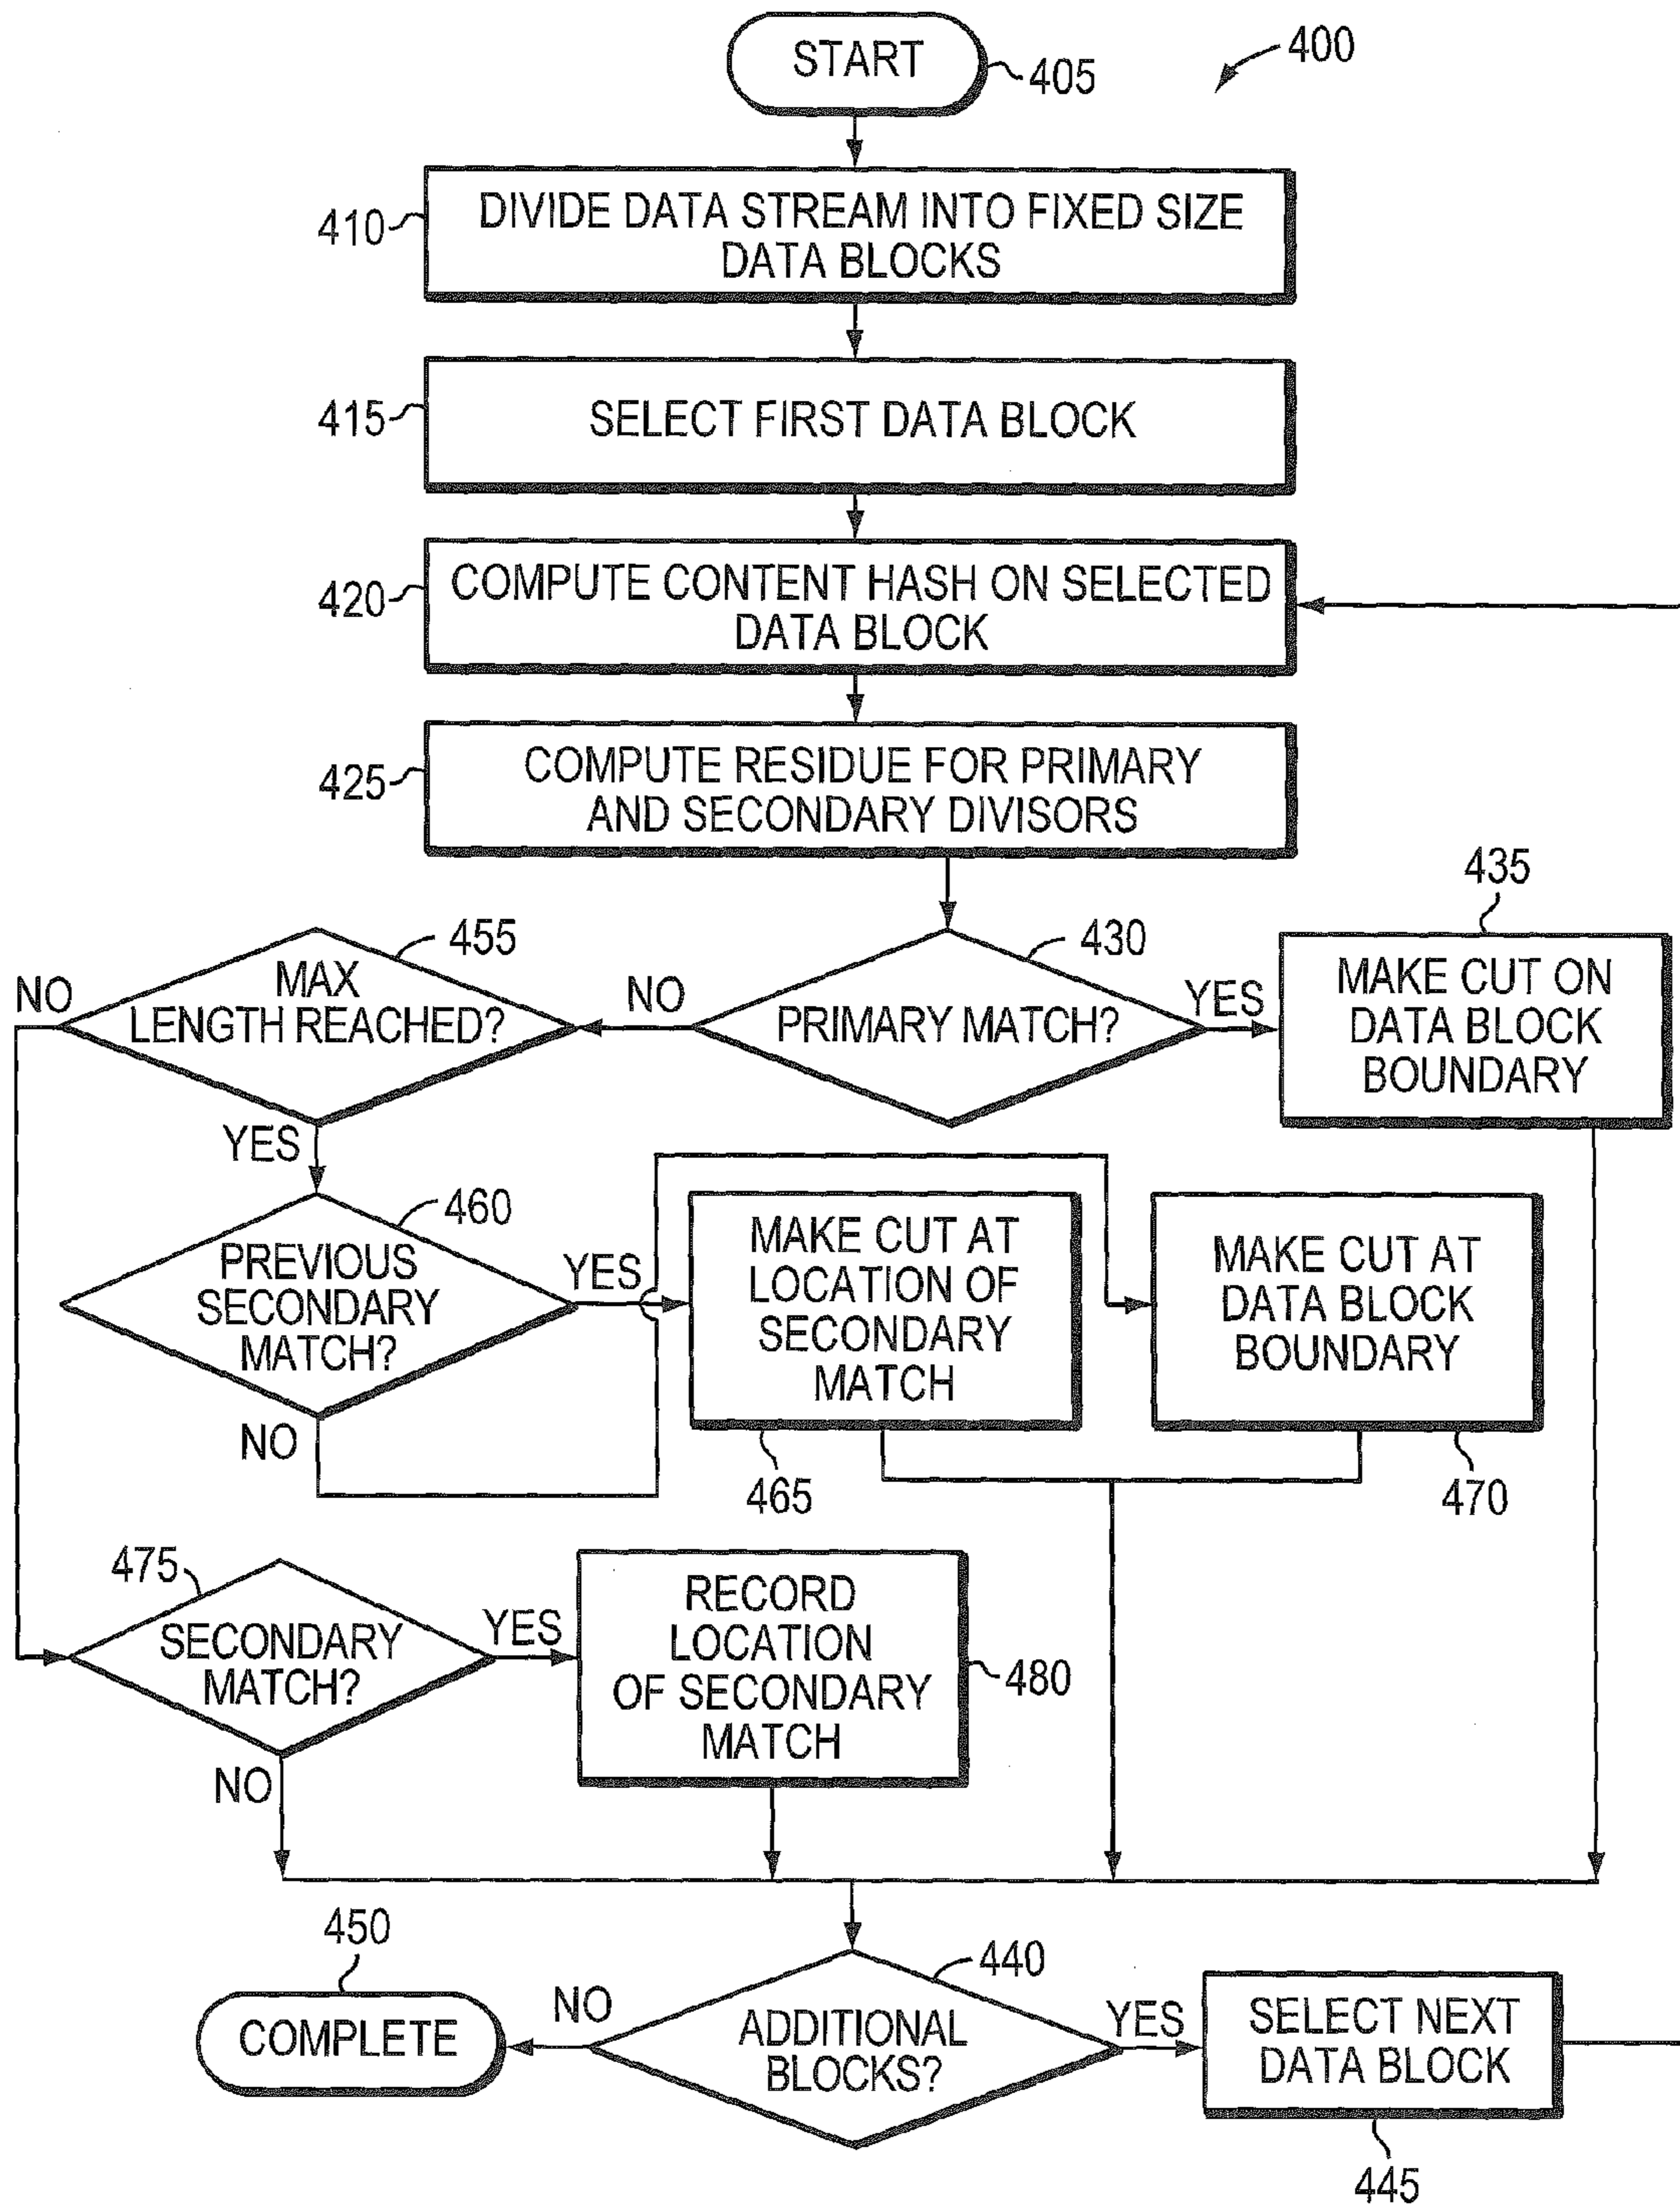 START
405
400
410
DIVIDE DATA STREAM INTO FIXED SIZE
DATA BLOCKS
415
SELECT FIRST DATA BLOCK
420
COMPUTE CONTENT HASH ON SELECTED
DATA BLOCK
425
COMPUTE RESIDUE FOR PRIMARY
AND SECONDARY DIVISORS
435
455
430
NO
MAX
LENGTH REACHED?
NO
PRIMARY MATCH?
YES
MAKE CUT ON
DATA BLOCK
BOUNDARY
YES
460
PREVIOUS
SECONDARY
MATCH?
YES
MAKE CUT AT
LOCATION OF
SECONDARY
MATCH
MAKE CUT AT
DATA BLOCK
BOUNDARY
NO
465
470
475
SECONDARY
MATCH?
YES
RECORD
LOCATION
OF SECONDARY
MATCH
480
NO
450
440
COMPLETE
NO
ADDITIONAL
BLOCKS?
YES
SELECT NEXT
DATA BLOCK
445